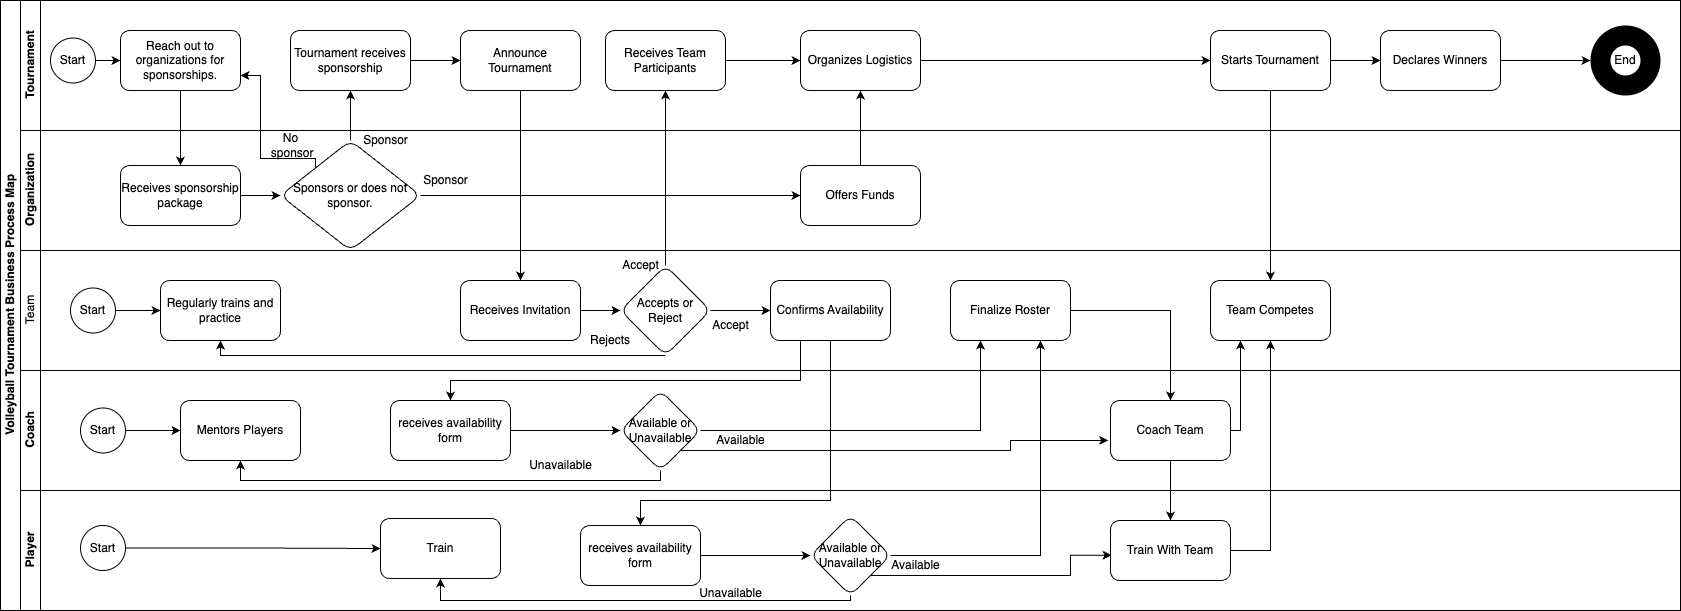 Volleyball Tournament Business Process Map
Tournament
Start
Reach out to
organizations for
sponsorships.
Tournament receives
sponsorship
Announce
Tournament
Receives Team
Participants
Organizes Logistics
Starts Tournament
Declares Winners
End
Organization
No
sponsor
Sponsor
Receives sponsorship
package
Sponsors or does not
sponsor.
Sponsor
Offers Funds
Team
Start
Regularly trains and
practice
Receives Invitation
Accept
Accepts or
Reject
Accept
Rejects
Confirms Availability
Finalize Roster
Team Competes
Coach
Start
Mentors Players
receives availability
form
Available or
Unavailable
Available
Unavailable
Coach Team
Player
Start
Train
receives availability
form
Available or
Unavailable
Available
Unavailable
Train With Team